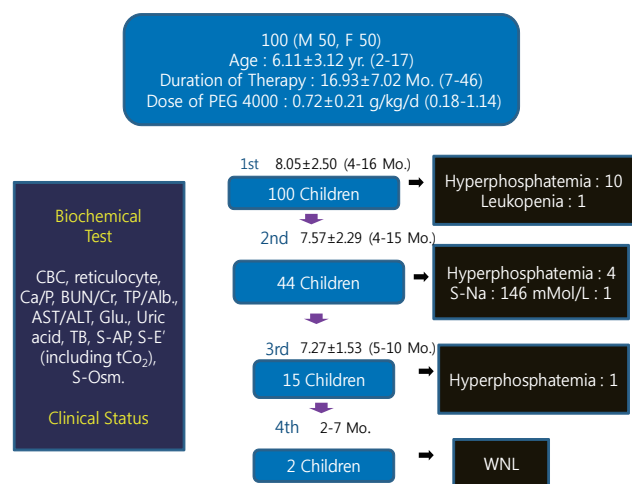 100 (M 50, F 50)
Age : 6.11±3.12 yr. (2-17)
Duration of Therapy : 16.93±7.02 Mo. (7-46)
Dose of PEG 4000 : 0.72±0.21 g/kg/d (0.18-1.14)
Biochemical
Test
CBC, reticulocyte,
Ca/P, BUN/Cr, TP/Alb.,
AST/ALT, Glu., Uric
acid, TB, S-AP, S-E'
(including tCo₂),
S-Osm.
Clinical Status
1st 8.05±2.50 (4-16 Mo.)
100 Children
Hyperphosphatemia : 10
Leukopenia : 1
2nd 7.57±2.29 (4-15 Mo.)
44 Children
Hyperphosphatemia : 4
S-Na : 146 mMol/L : 1
3rd 7.27±1.53 (5-10 Mo.)
15 Children
Hyperphosphatemia : 1
4th 2-7 Mo.
2 Children
WNL